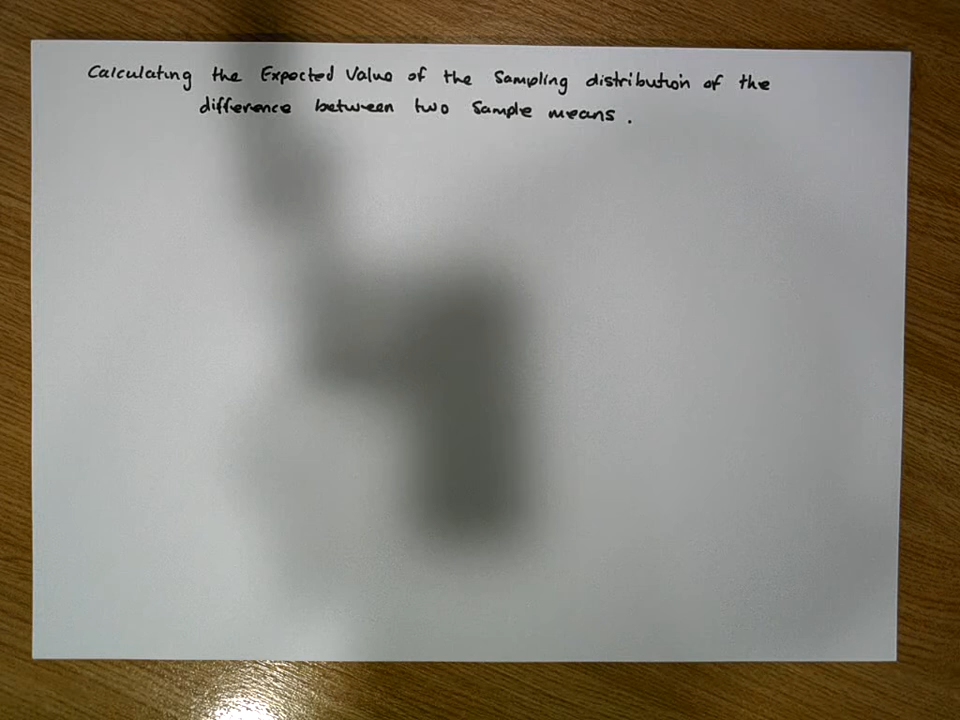 Calculating the Expected Value of the Sampling distribution of the
difference between two Sample means.